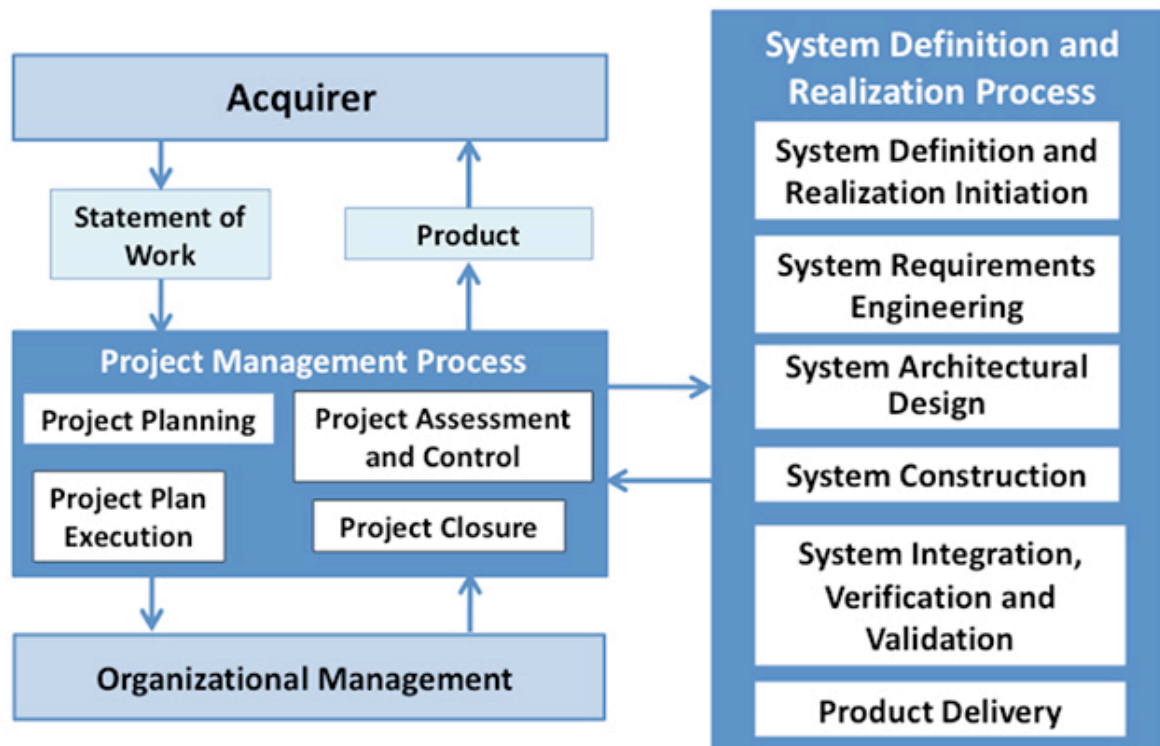 Acquirer
Statement of
Work
Product
Project Management Process
Project Planning
Project Assessment
and Control
Project Plan
Execution
Project Closure
Organizational Management
System Definition and
Realization Process
System Definition and
Realization Initiation
System Requirements
Engineering
System Architectural
Design
System Construction
System Integration,
Verification and
Validation
Product Delivery